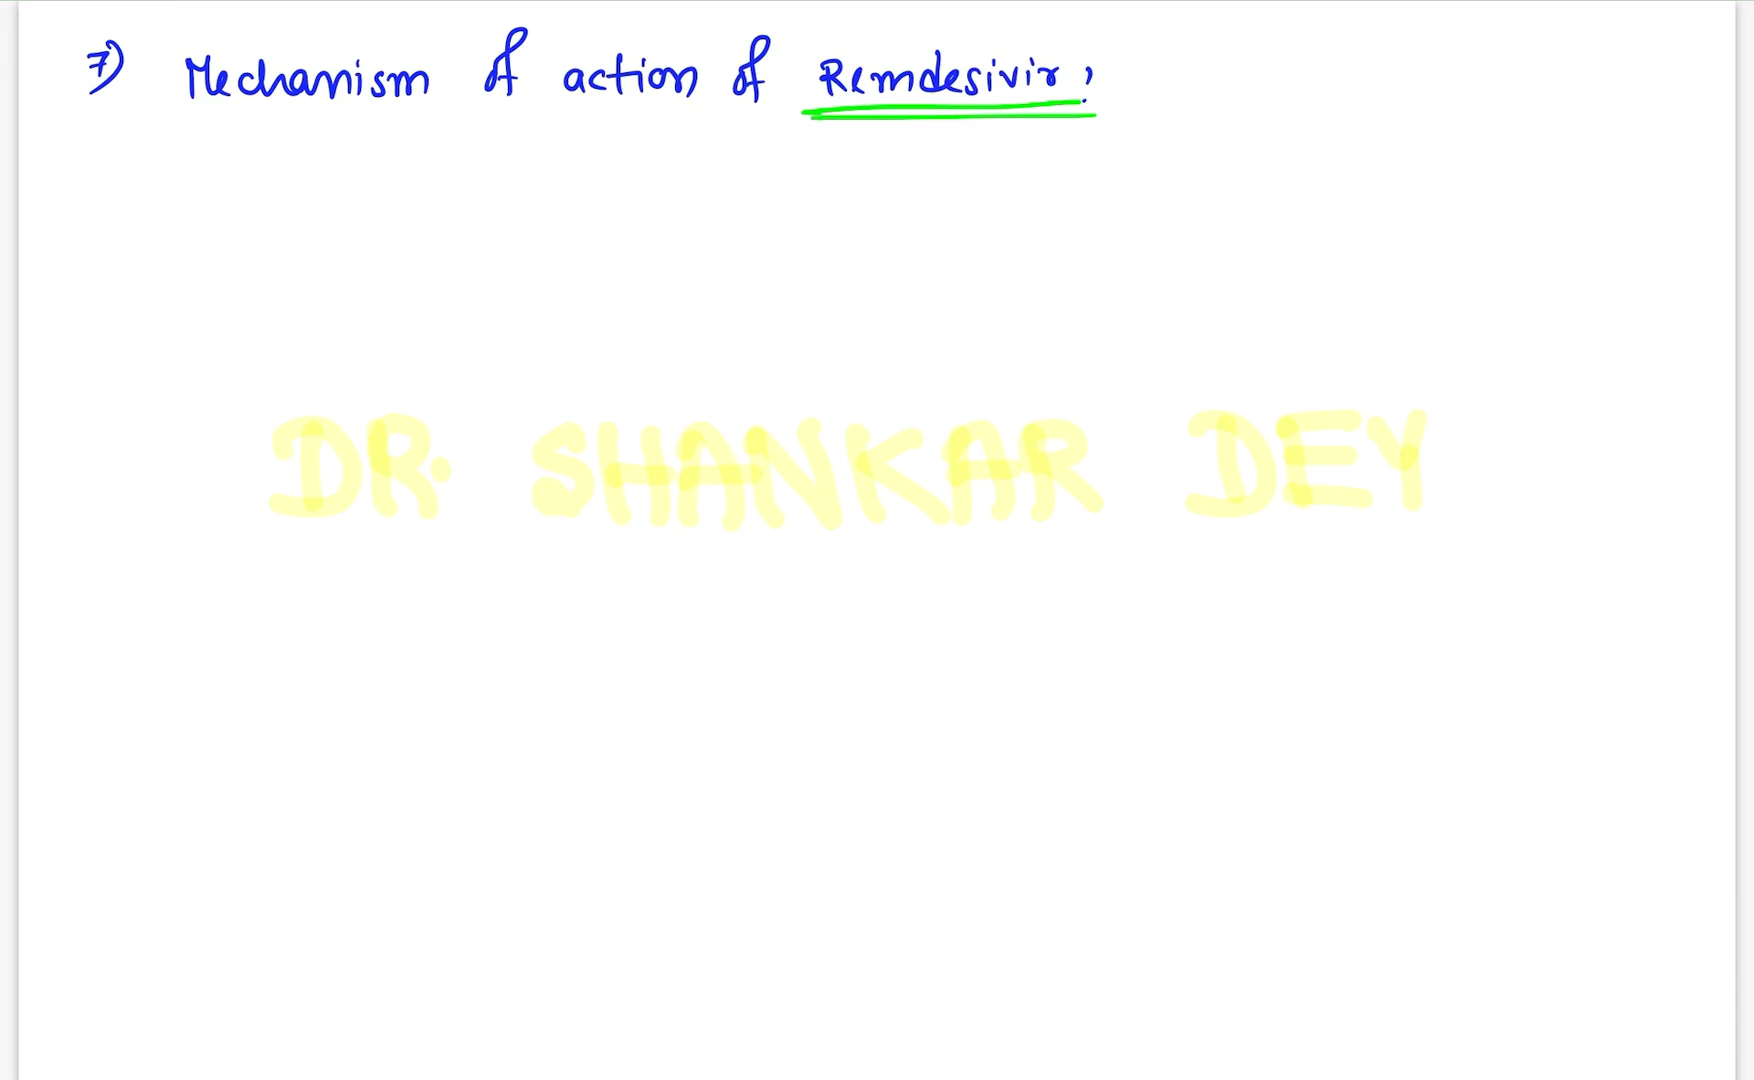 7) Mechanism of action of Remdesivir?
DR. SHANKAR DEY